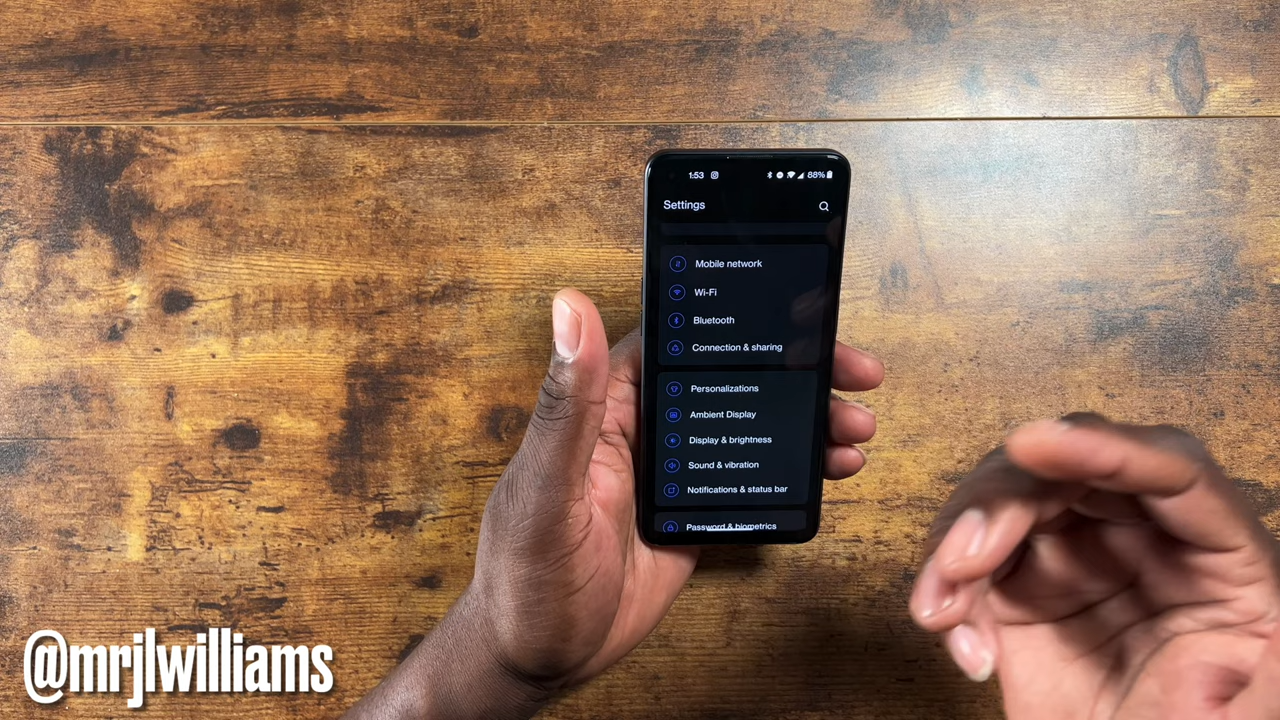 1:53 88%
Settings
Mobile network
Wi-Fi
Bluetooth
Connection & sharing
Personalizations
Ambient Display
Display & brightness
Sound & vibration
Notifications & status bar
Password & biometrics
@mrjlwilliams